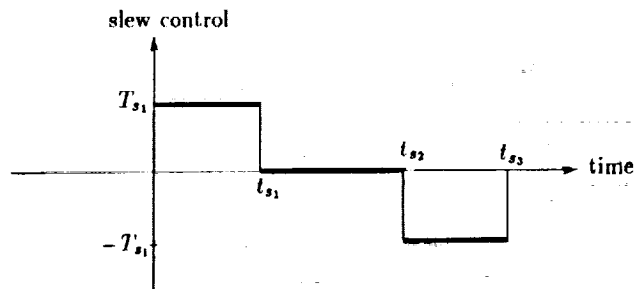 slew control
T_{s_1}
t_{s_2}
t_{s_3}
time
t_{s_1}
-T_{s_1}